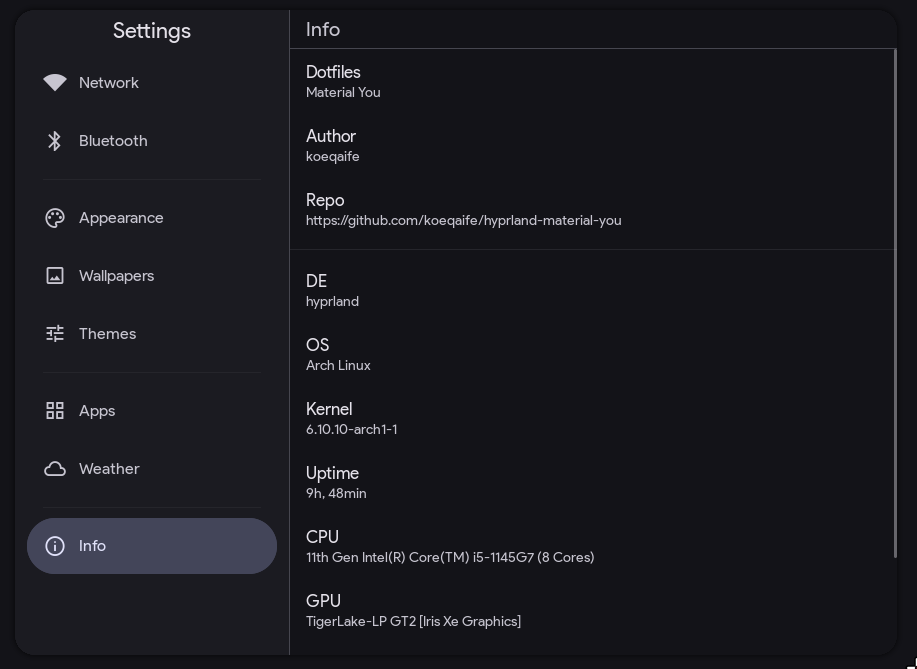 Settings
Network
Bluetooth
Appearance
Wallpapers
Themes
Apps
Weather
Info
Info
Dotfiles
Material You
Author
koeqaife
Repo
https://github.com/koeqaife/hyprland-material-you
DE
hyprland
OS
Arch Linux
Kernel
6.10.10-arch1-1
Uptime
9h, 48min
CPU
11th Gen Intel(R) Core(TM) i5-1145G7 (8 Cores)
GPU
TigerLake-LP GT2 [Iris Xe Graphics]